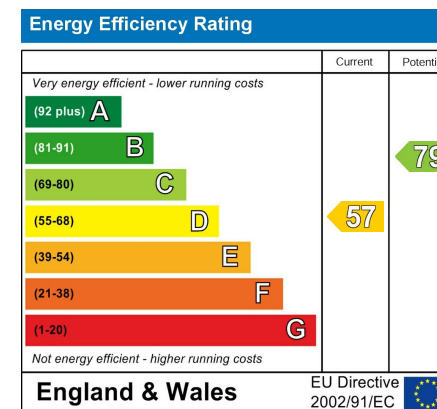 Energy Efficiency Rating
Current Potenti
Very energy efficient - lower running costs
(92 plus) A
(81-91) B
79
(69-80) C
(55-68) D
57
(39-54) E
(21-38) F
(1-20) G
Not energy efficient - higher running costs
England & Wales
EU Directive
2002/91/EC